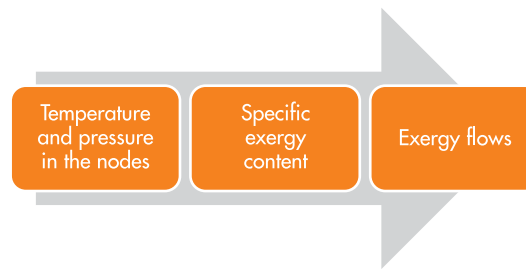 Temperature
and pressure
in the nodes
Specific
exergy
content
Exergy flows